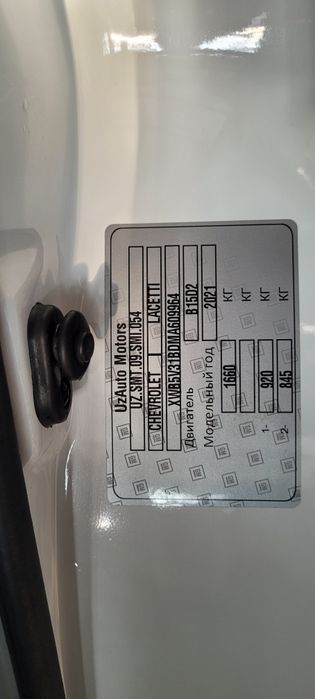 UzAuto Motors
UZ.SMT.09.SMT.054
CHEVROLET LACETTI
XWB5V31BDMA609964
Двигатель B15D2
Модельный год 2021
1660 КГ
КГ
1- 920 КГ
2- 845 КГ